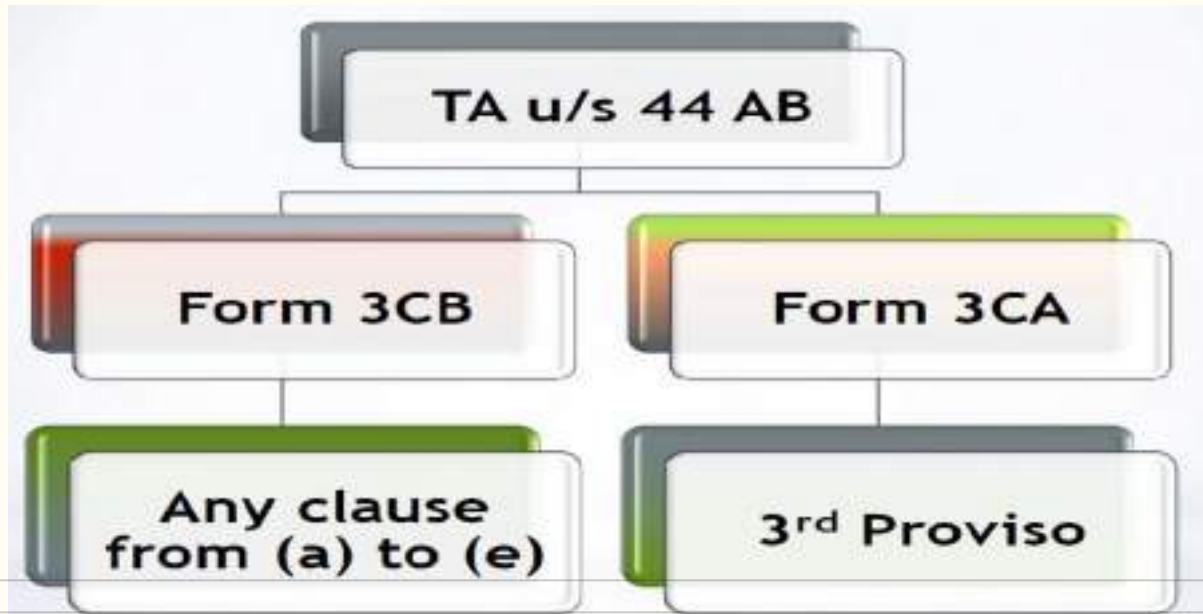 TA u/s 44 AB
Form 3CB
Form 3CA
Any clause
from (a) to (e)
3rd Proviso